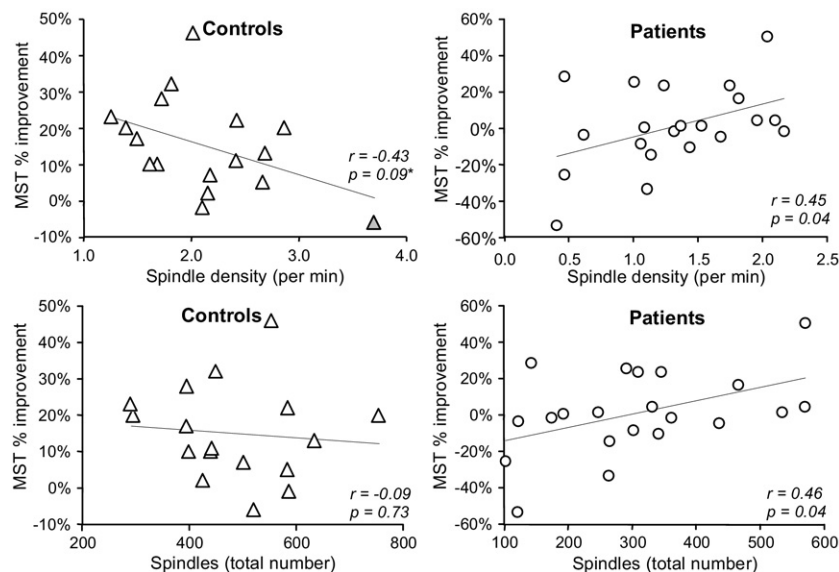 Controls
MST % improvement
50%
40%
30%
20%
10%
0%
-10%
r = -0.43
p = 0.09*
1.0 2.0 3.0 4.0
Spindle density (per min)
Patients
MST % improvement
60%
40%
20%
0%
-20%
-40%
-60%
r = 0.45
p = 0.04
0.0 0.5 1.0 1.5 2.0 2.5
Spindle density (per min)
Controls
MST % improvement
50%
40%
30%
20%
10%
0%
-10%
r = -0.09
p = 0.73
200 400 600 800
Spindles (total number)
Patients
MST % improvement
60%
40%
20%
0%
-20%
-40%
-60%
r = 0.46
p = 0.04
100 200 300 400 500 600
Spindles (total number)